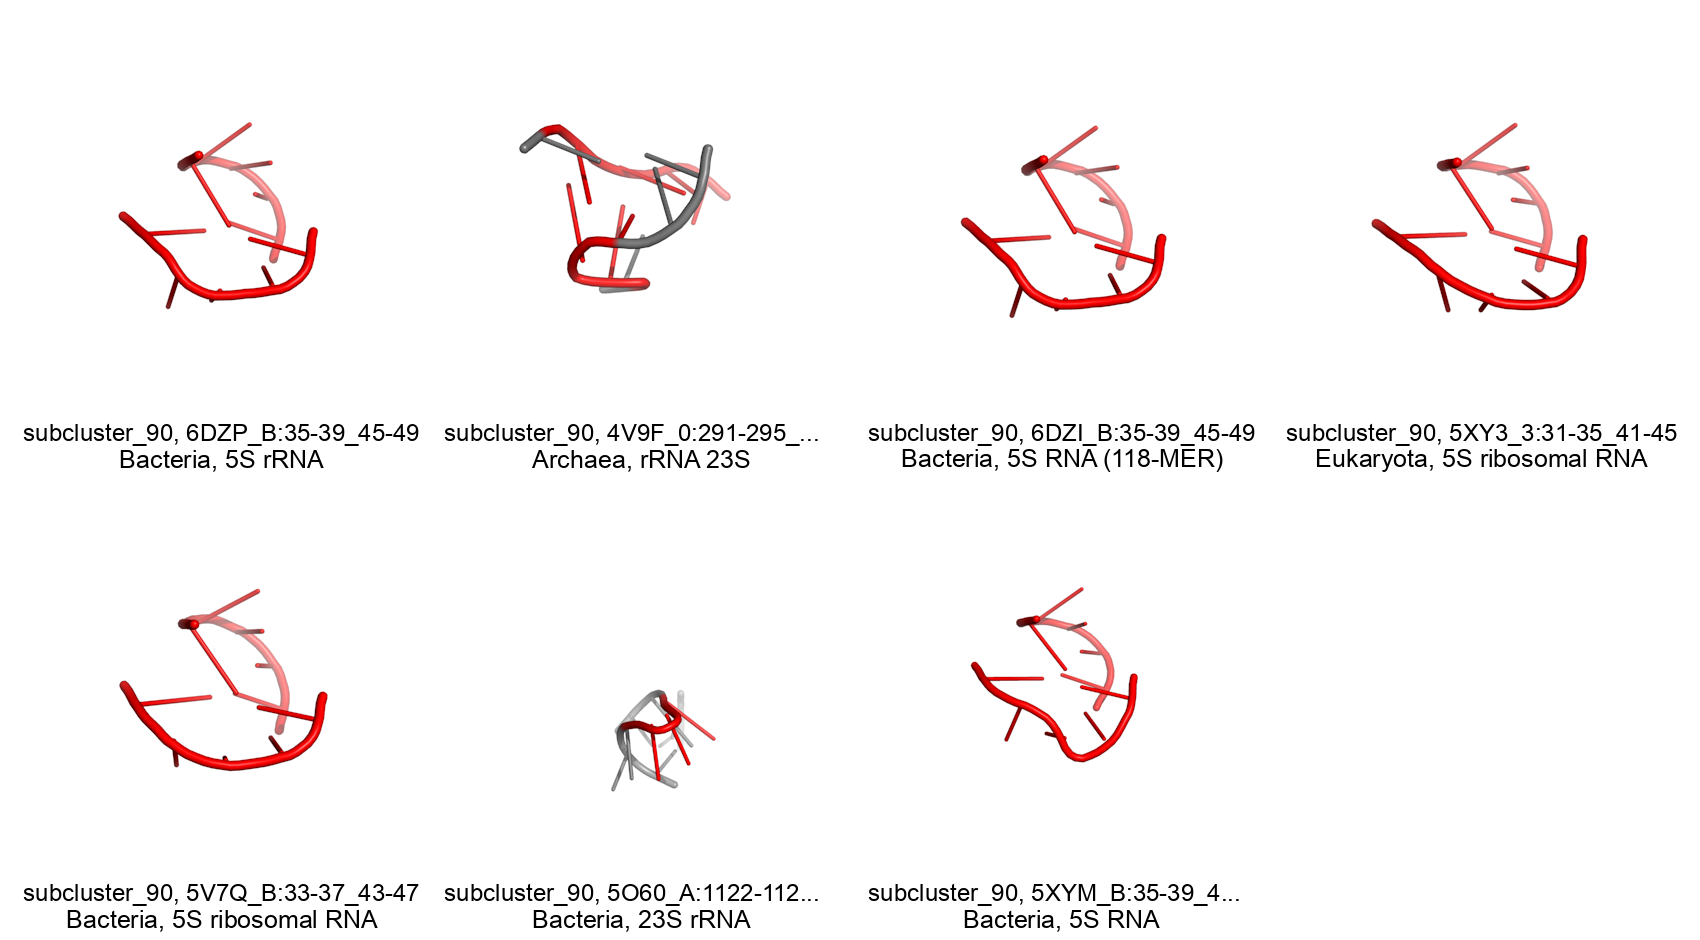 subcluster_90, 6DZP_B:35-39_45-49
Bacteria, 5S rRNA
subcluster_90, 4V9F_0:291-295_...
Archaea, rRNA 23S
subcluster_90, 6DZI_B:35-39_45-49
Bacteria, 5S RNA (118-MER)
subcluster_90, 5XY3_3:31-35_41-45
Eukaryota, 5S ribosomal RNA
subcluster_90, 5V7Q_B:33-37_43-47
Bacteria, 5S ribosomal RNA
subcluster_90, 5O60_A:1122-112...
Bacteria, 23S rRNA
subcluster_90, 5XYM_B:35-39_4...
Bacteria, 5S RNA